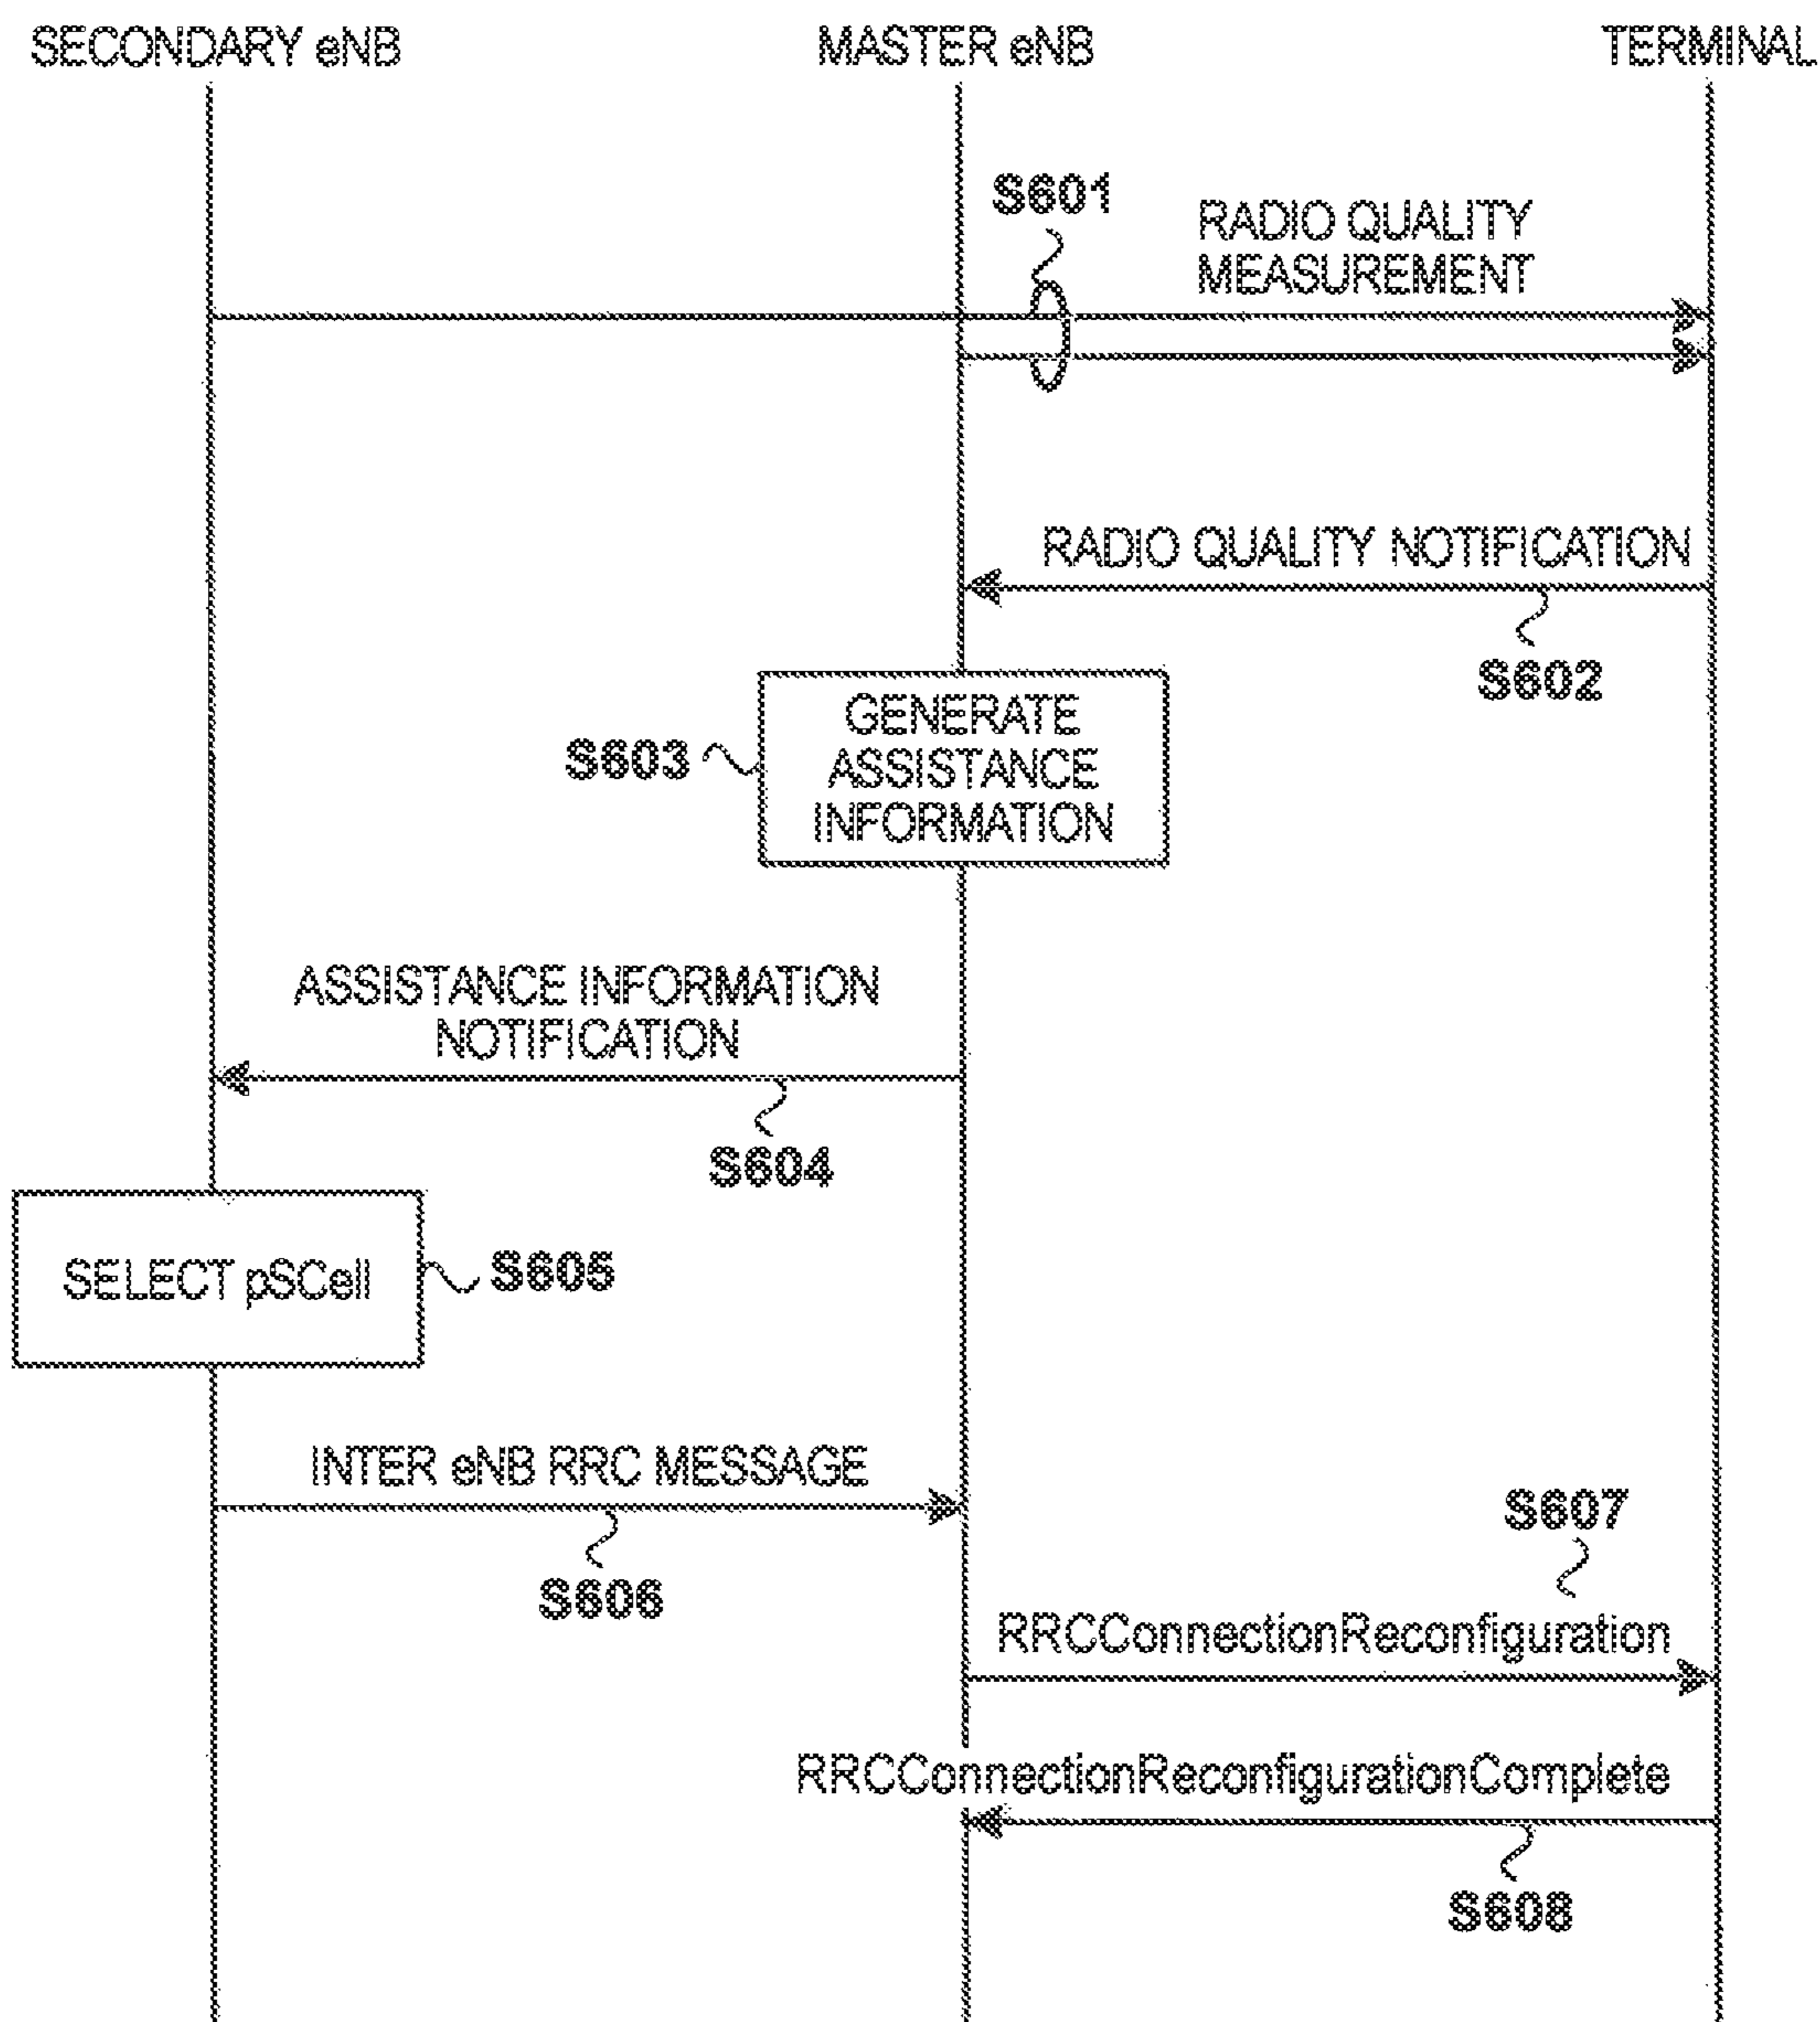 SECONDARY eNB
MASTER eNB
TERMINAL
S601
RADIO QUALITY
MEASUREMENT
RADIO QUALITY NOTIFICATION
S602
GENERATE
ASSISTANCE
INFORMATION
S603
ASSISTANCE INFORMATION
NOTIFICATION
S604
SELECT pSCell
S605
INTER eNB RRC MESSAGE
S606
S607
RRCConnectionReconfiguration
RRCConnectionReconfigurationComplete
S608